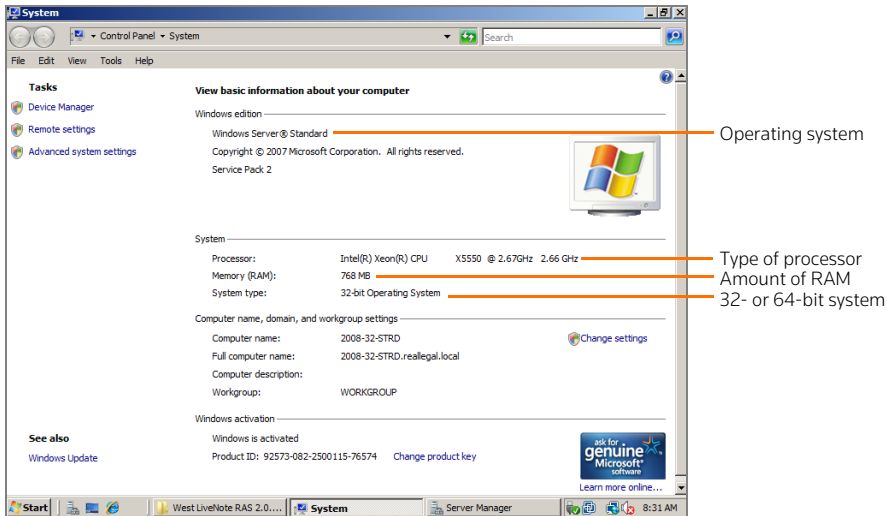 System
Control Panel
System
Search
File Edit View Tools Help
Tasks
Device Manager
Remote settings
Advanced system settings
See also
Windows Update
View basic information about your computer
Windows edition
Windows Server® Standard
Copyright © 2007 Microsoft Corporation. All rights reserved.
Service Pack 2
System
Processor: Intel(R) Xeon(R) CPU X5550 @ 2.67GHz 2.66 GHz
Memory (RAM): 768 MB
System type: 32-bit Operating System
Computer name, domain, and workgroup settings
Computer name: 2008-32-STRD
Change settings
Full computer name: 2008-32-STRD.reallegal.local
Computer description:
Workgroup: WORKGROUP
Windows activation
Windows is activated
Product ID: 92573-082-2500115-76574 Change product key
ask for
genuine
Microsoft®
software
Learn more online...
Start
West LiveNote RAS 2.0....
System
Server Manager
8:31 AM
Operating system
Type of processor
Amount of RAM
32- or 64-bit system